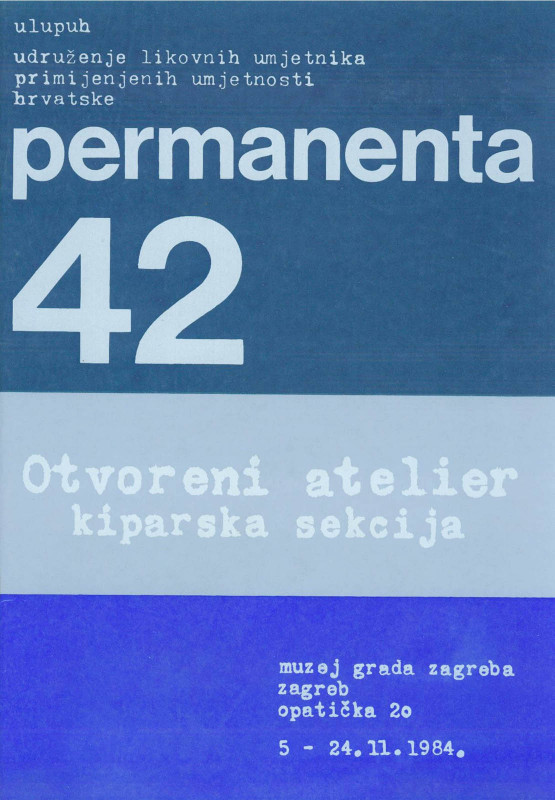 ulupuh
udruženje likovnih umjetnika
primijenjenih umjetnosti
hrvatske
permanenta
42
Otvoreni atelier
kiparska sekcija
muzej grada zagreba
zagreb
opatička 20
5 - 24.11.1984.